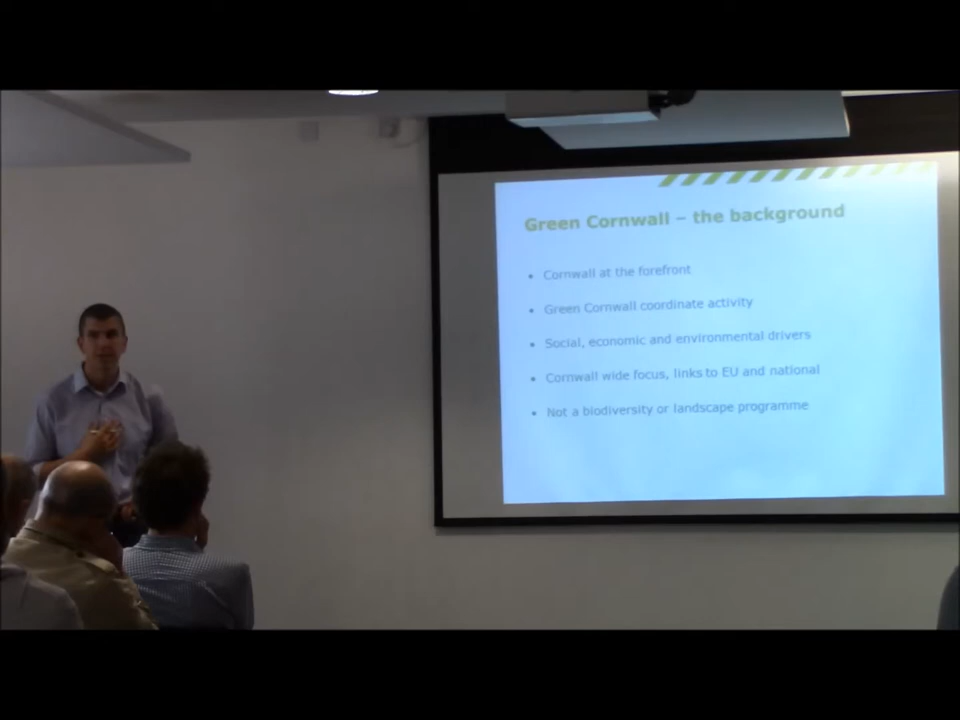 Green Cornwall – the background
• Cornwall at the forefront
• Green Cornwall coordinate activity
• Social, economic and environmental drivers
• Cornwall wide focus, links to EU and national
• Not a biodiversity or landscape programme